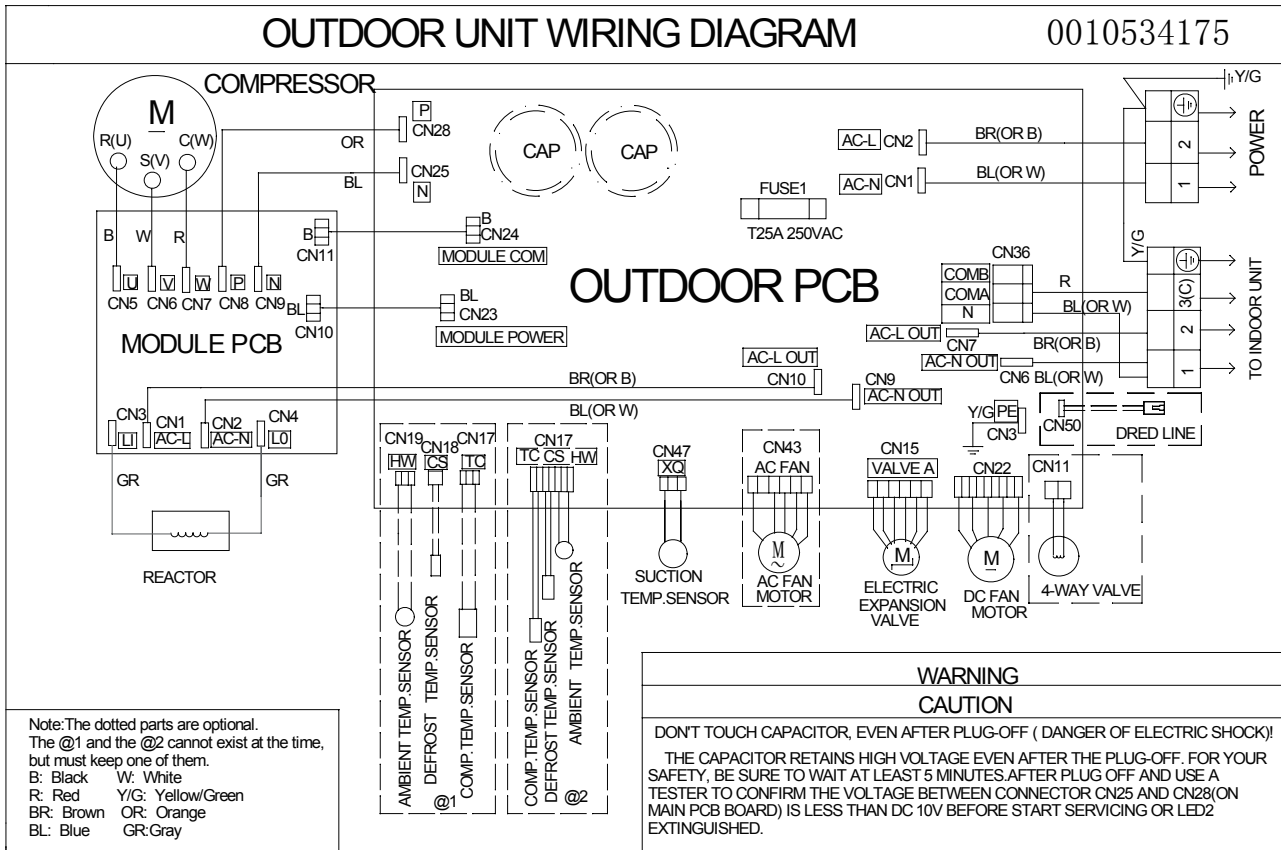 OUTDOOR UNIT WIRING DIAGRAM
0010534175
COMPRESSOR
M
R(U)
S(V)
C(W)
P
CN28
OR
CN25
BL
N
CAP
CAP
AC-L CN2
BR(OR B)
AC-N CN1
BL(OR W)
Y/G
2
1
POWER
FUSE1
T25A 250VAC
B W R
U V W P N
CN5 CN6 CN7 CN8 CN9
B
CN11
B
CN24
MODULE COM
BL
CN10
BL
CN23
MODULE POWER
MODULE PCB
OUTDOOR PCB
CN36
COMB
COMA
N
R
BL(OR W)
Y/G
3(C)
2
1
TO INDOOR UNIT
AC-L OUT
CN7
BR(OR B)
AC-N OUT
CN6 BL(OR W)
AC-L OUT
CN10
CN9
AC-N OUT
BR(OR B)
BL(OR W)
CN3
LI
CN1
AC-L
CN2
AC-N
CN4
L0
GR
GR
REACTOR
Y/G PE
CN3
CN50
DRED LINE
CN19
HW
CN18
CS
CN17
TC
AMBIENT TEMP.SENSOR
DEFROST TEMP.SENSOR
COMP.TEMP.SENSOR
@1
CN17
TC CS HW
COMP.TEMP.SENSOR
DEFROST TEMP.SENSOR
AMBIENT TEMP.SENSOR
@2
CN47
XQ
SUCTION
TEMP.SENSOR
CN43
AC FAN
M
~
AC FAN
MOTOR
CN15
VALVE A
M
ELECTRIC
EXPANSION
VALVE
CN22
M
DC FAN
MOTOR
CN11
4-WAY VALVE
Note:The dotted parts are optional.
The @1 and the @2 cannot exist at the time,
but must keep one of them.
B: Black W: White
R: Red Y/G: Yellow/Green
BR: Brown OR: Orange
BL: Blue GR:Gray
WARNING
CAUTION
DON'T TOUCH CAPACITOR, EVEN AFTER PLUG-OFF ( DANGER OF ELECTRIC SHOCK)!
THE CAPACITOR RETAINS HIGH VOLTAGE EVEN AFTER THE PLUG-OFF. FOR YOUR
SAFETY, BE SURE TO WAIT AT LEAST 5 MINUTES.AFTER PLUG OFF AND USE A
TESTER TO CONFIRM THE VOLTAGE BETWEEN CONNECTOR CN25 AND CN28(ON
MAIN PCB BOARD) IS LESS THAN DC 10V BEFORE START SERVICING OR LED2
EXTINGUISHED.